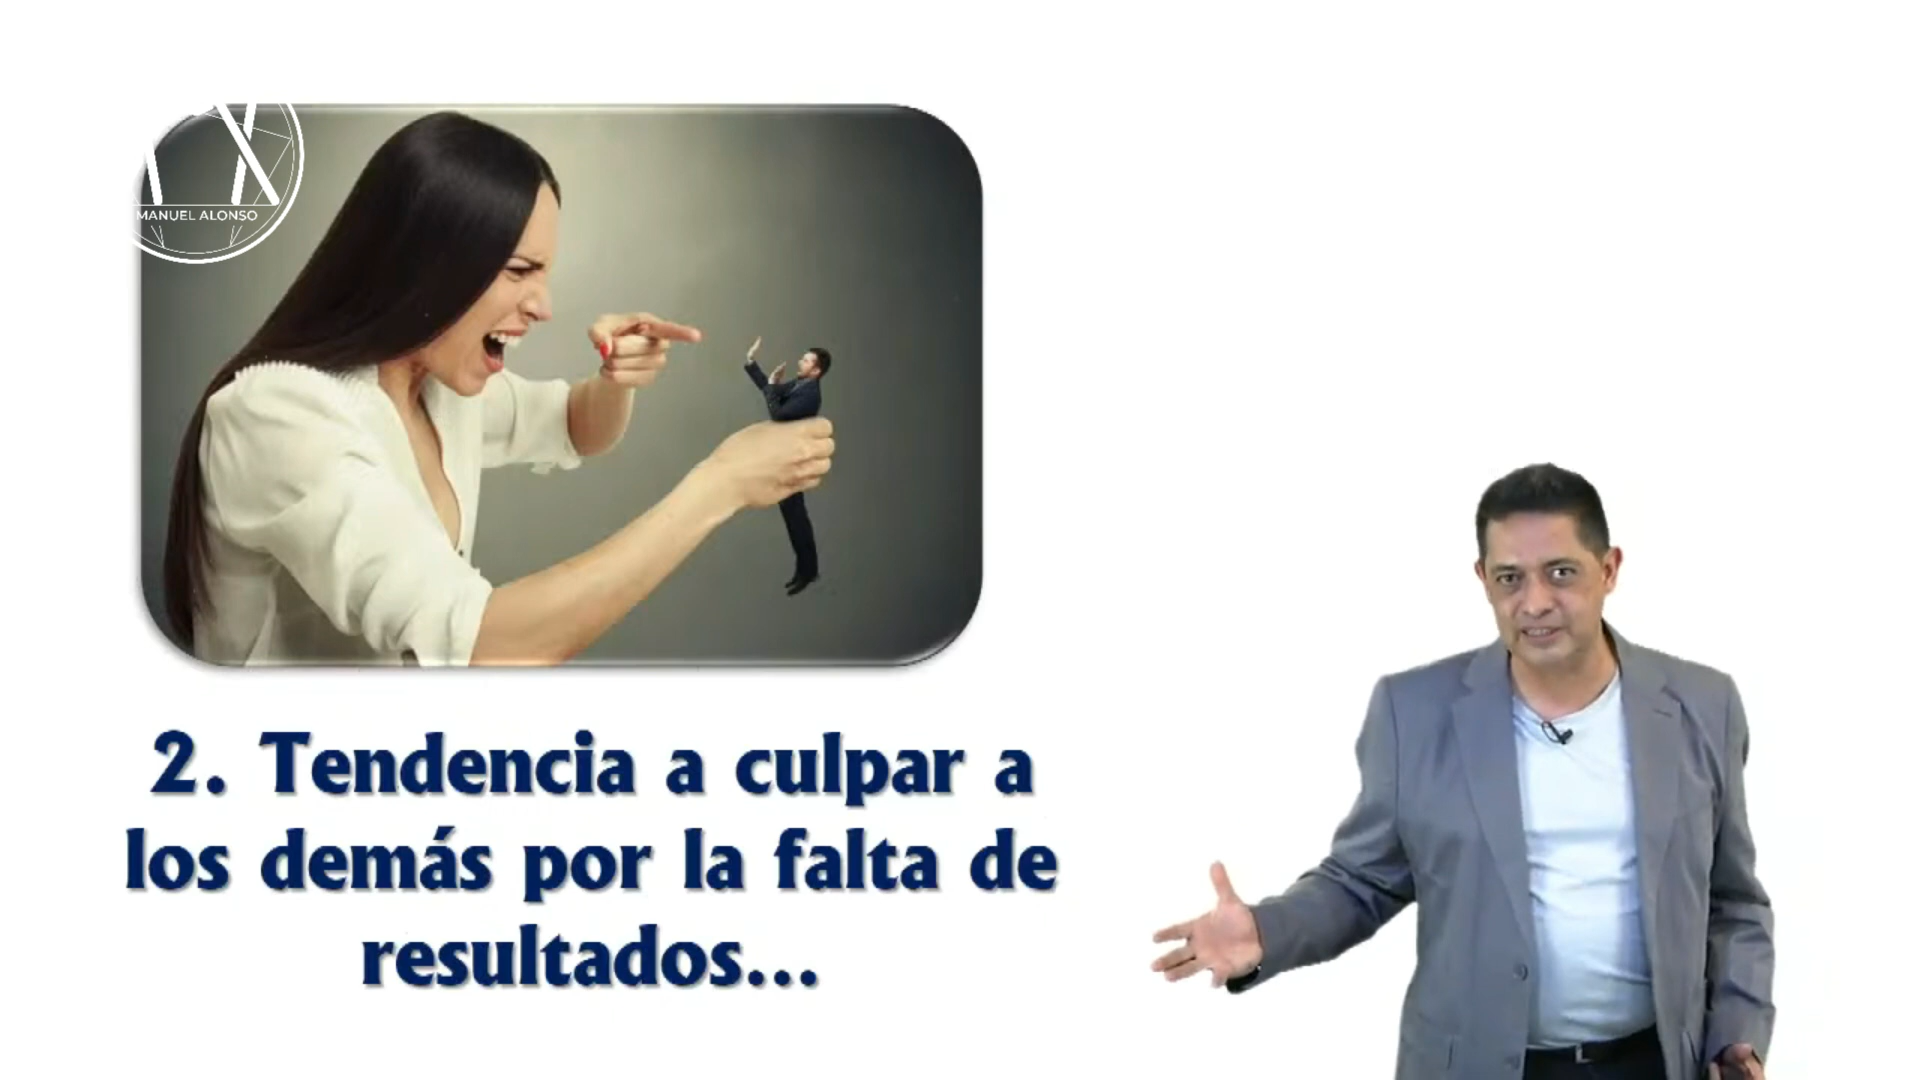 MANUEL ALONSO
2. Tendencia a culpar a
los demás por la falta de
resultados...